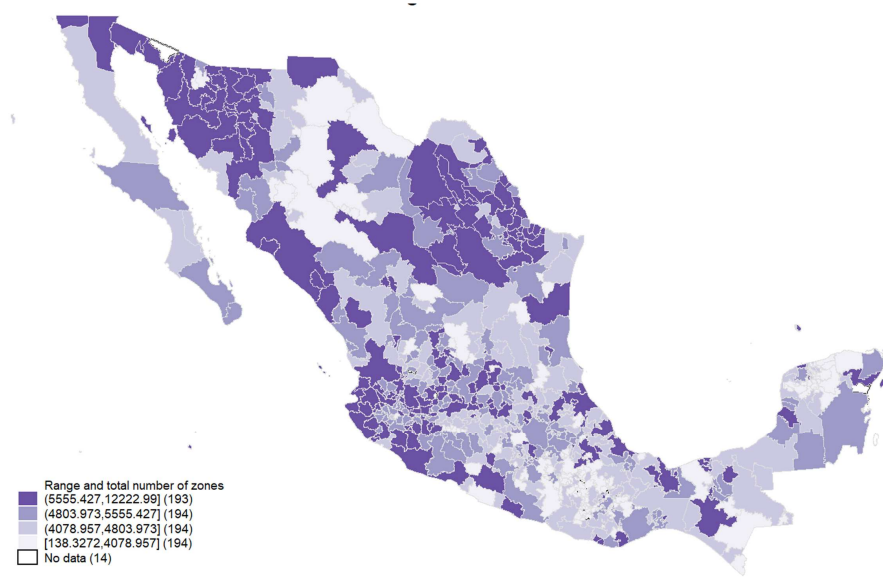 Range and total number of zones
(5555.427,12222.99] (193)
(4803.973,5555.427] (194)
(4078.957,4803.973] (194)
[138.3272,4078.957] (194)
No data (14)